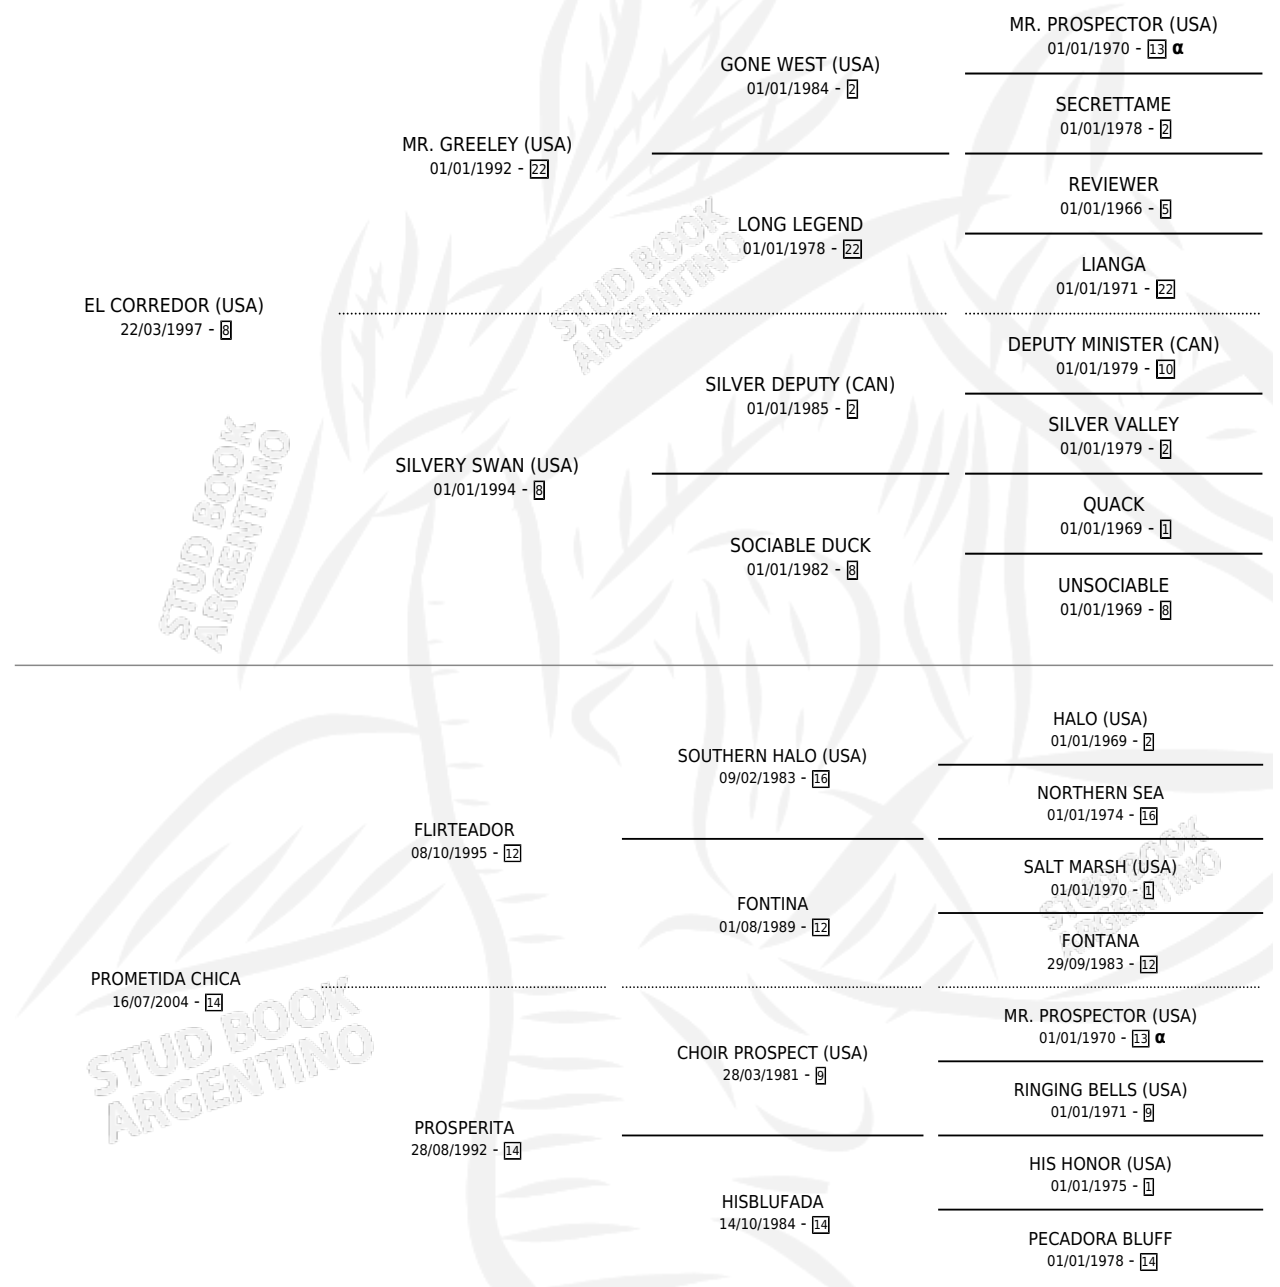 MR. PROSPECTOR (USA)
01/01/1970 - 13 α
GONE WEST (USA)
01/01/1984 - 2
SECRETTAME
01/01/1978 - 2
MR. GREELEY (USA)
01/01/1992 - 22
REVIEWER
01/01/1966 - 5
LONG LEGEND
01/01/1978 - 22
LIANGA
01/01/1971 - 22
EL CORREDOR (USA)
22/03/1997 - 8
DEPUTY MINISTER (CAN)
01/01/1979 - 10
SILVER DEPUTY (CAN)
01/01/1985 - 2
SILVER VALLEY
01/01/1979 - 2
SILVERY SWAN (USA)
01/01/1994 - 8
QUACK
01/01/1969 - 1
SOCIABLE DUCK
01/01/1982 - 8
UNSOCIABLE
01/01/1969 - 8
HALO (USA)
01/01/1969 - 2
SOUTHERN HALO (USA)
09/02/1983 - 16
NORTHERN SEA
01/01/1974 - 16
FLIRTEADOR
08/10/1995 - 12
SALT MARSH (USA)
01/01/1970 - 1
FONTINA
01/08/1989 - 12
FONTANA
29/09/1983 - 12
PROMETIDA CHICA
16/07/2004 - 14
MR. PROSPECTOR (USA)
01/01/1970 - 13 α
CHOIR PROSPECT (USA)
28/03/1981 - 9
RINGING BELLS (USA)
01/01/1971 - 9
PROSPERITA
28/08/1992 - 14
HIS HONOR (USA)
01/01/1975 - 1
HISBLUFADA
14/10/1984 - 14
PECADORA BLUFF
01/01/1978 - 14
STUD BOOK
ARGENTINO
STUD BOOK
ARGENTINO
STUD BOOK
ARGENTINO
STUD BOOK
ARGENTINO